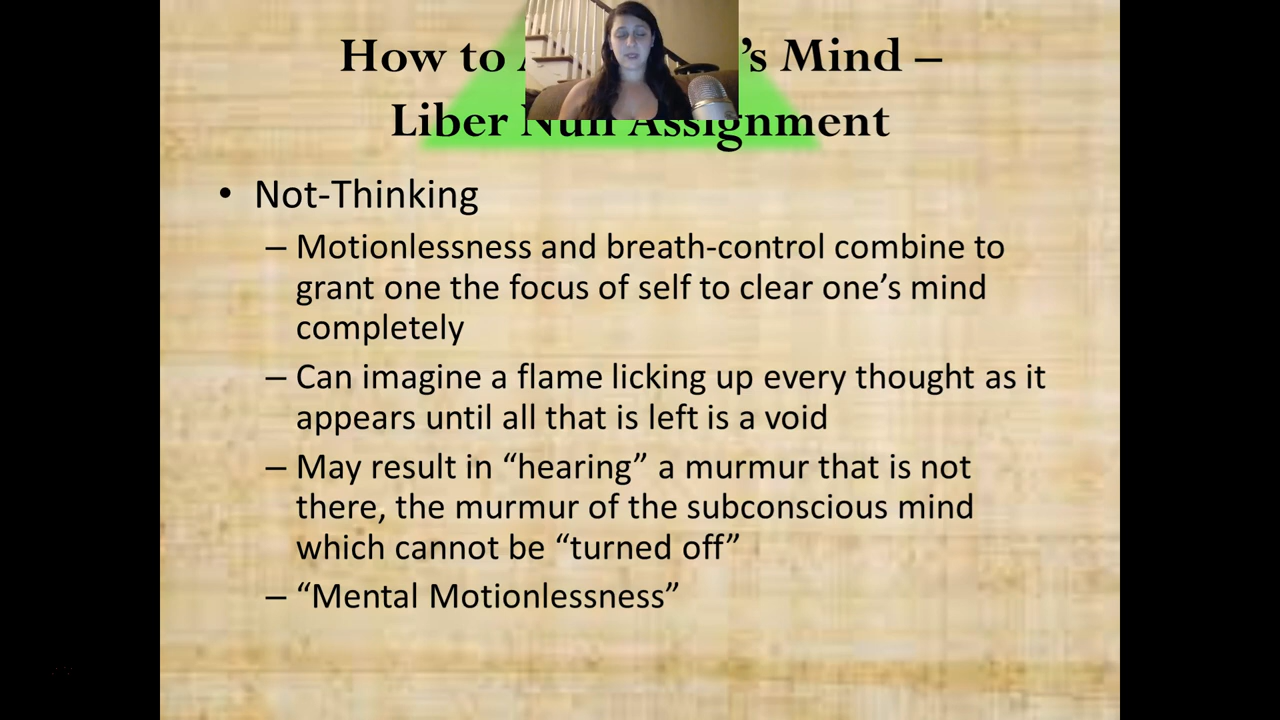 How to 's Mind –
Liber Null Assignment
• Not-Thinking
– Motionlessness and breath-control combine to
grant one the focus of self to clear one’s mind
completely
– Can imagine a flame licking up every thought as it
appears until all that is left is a void
– May result in “hearing” a murmur that is not
there, the murmur of the subconscious mind
which cannot be “turned off”
– “Mental Motionlessness”